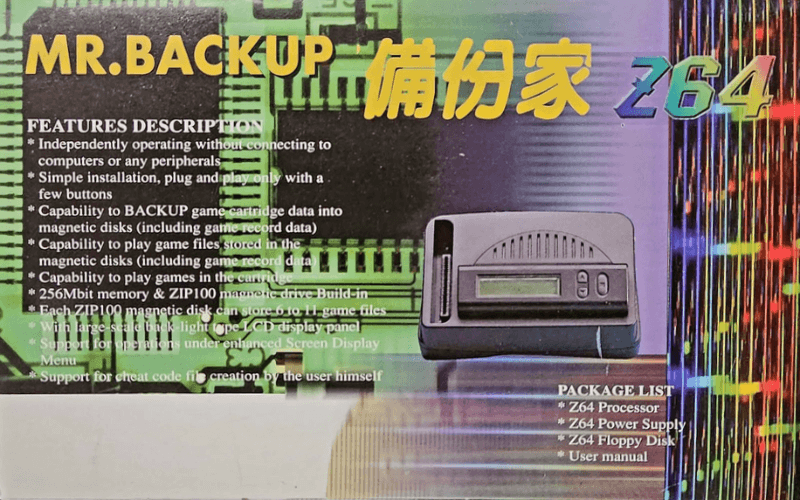 MR.BACKUP 備份家 Z64
FEATURES DESCRIPTION
* Independently operating without connecting to
computers or any peripherals
* Simple installation, plug and play only with a
few buttons
* Capability to BACKUP game cartridge data into
magnetic disks (including game record data)
* Capability to play game files stored in the
magnetic disks (including game record data)
* Capability to play games in the cartridge
* 256Mbit memory & ZIP100 magnetic drive Build-in
* Each ZIP100 magnetic disk can store 6 to 11 game files
* With large-scale back-light type LCD display panel
* Support for operations under enhanced Screen Display
Menu
* Support for cheat code file creation by the user himself
PACKAGE LIST
* Z64 Processor
* Z64 Power Supply
* Z64 Floppy Disk
* User manual